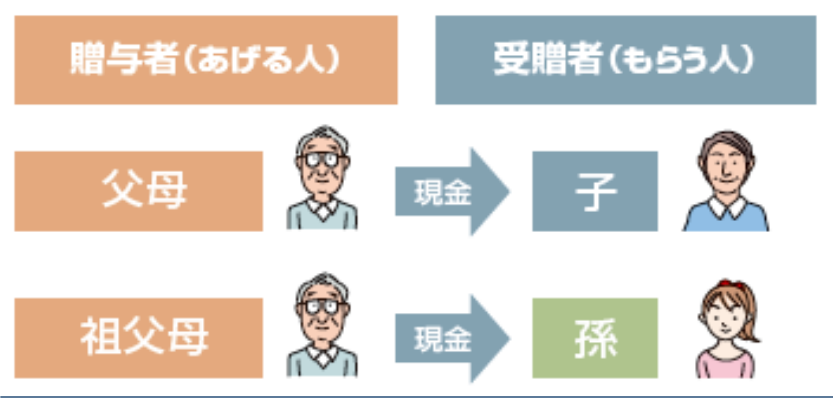 贈与者(あげる人)
受贈者(もらう人)
父母
現金
子
祖父母
現金
孫